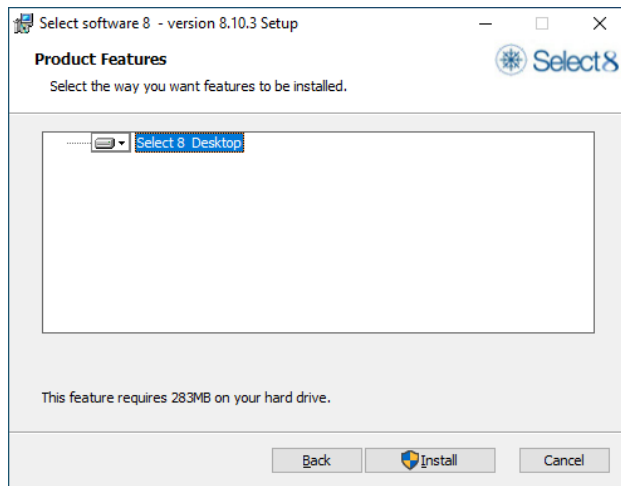 Select software 8  - version 8.10.3 Setup
Product Features
Select8
Select the way you want features to be installed.
Select 8  Desktop
This feature requires 283MB on your hard drive.
Back
Install
Cancel